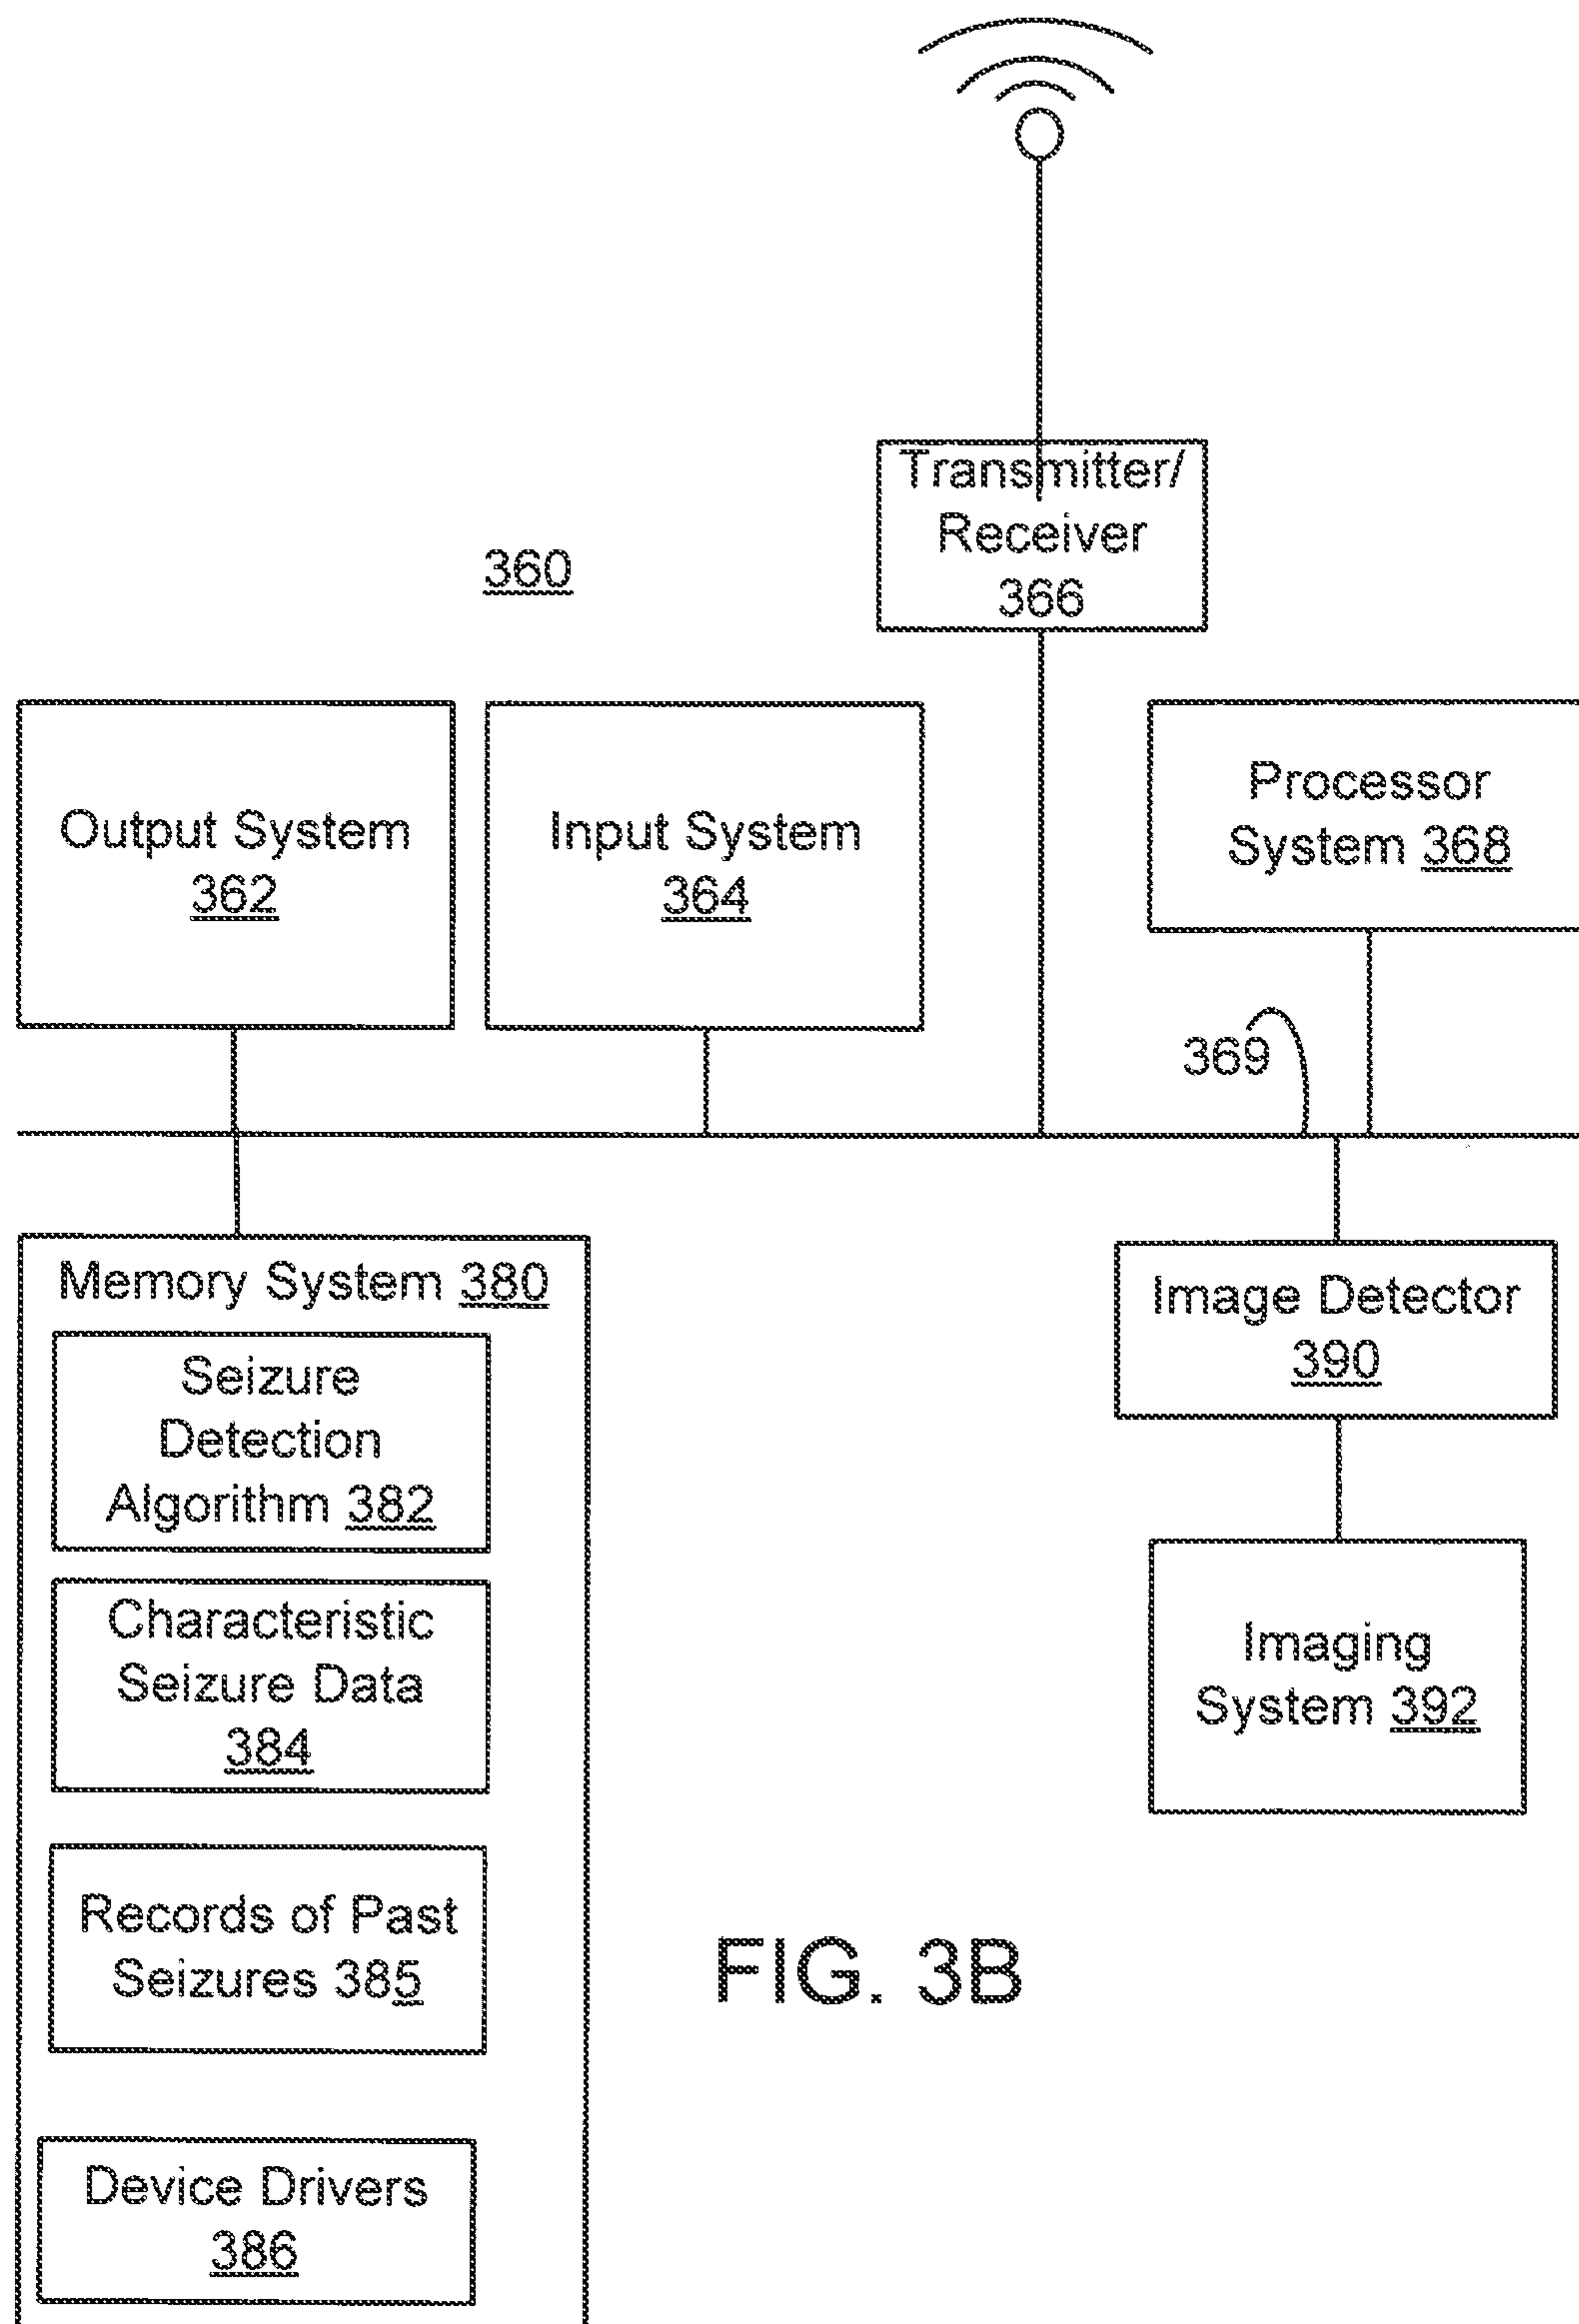 Transmitter/
Receiver
366
360
Output System
362
Input System
364
Processor
System 368
369
Memory System 380
Seizure
Detection
Algorithm 382
Characteristic
Seizure Data
384
Records of Past
Seizures 385
Device Drivers
386
Image Detector
390
Imaging
System 392
FIG. 3B